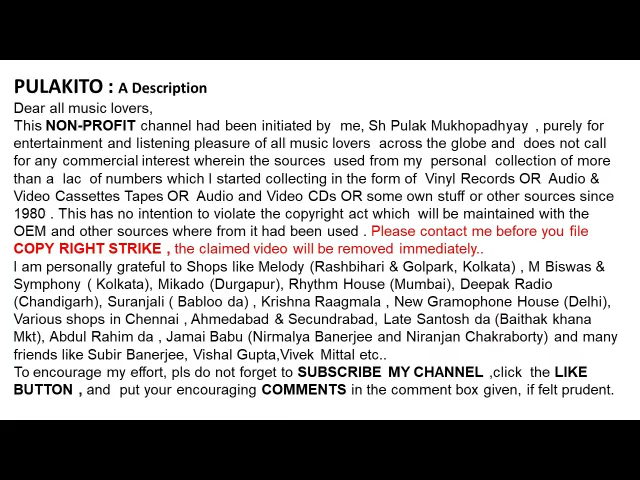 PULAKITO : A Description
Dear all music lovers,
This NON-PROFIT channel had been initiated by me, Sh Pulak Mukhopadhyay , purely for
entertainment and listening pleasure of all music lovers across the globe and does not call
for any commercial interest wherein the sources used from my personal collection of more
than a lac of numbers which I started collecting in the form of Vinyl Records OR Audio &
Video Cassettes Tapes OR Audio and Video CDs OR some own stuff or other sources since
1980 . This has no intention to violate the copyright act which will be maintained with the
OEM and other sources where from it had been used . Please contact me before you file
COPY RIGHT STRIKE , the claimed video will be removed immediately..
I am personally grateful to Shops like Melody (Rashbihari & Golpark, Kolkata) , M Biswas &
Symphony ( Kolkata), Mikado (Durgapur), Rhythm House (Mumbai), Deepak Radio
(Chandigarh), Suranjali ( Babloo da) , Krishna Raagmala , New Gramophone House (Delhi),
Various shops in Chennai , Ahmedabad & Secundrabad, Late Santosh da (Baithak khana
Mkt), Abdul Rahim da , Jamai Babu (Nirmalya Banerjee and Niranjan Chakraborty) and many
friends like Subir Banerjee, Vishal Gupta,Vivek Mittal etc..
To encourage my effort, pls do not forget to SUBSCRIBE MY CHANNEL ,click the LIKE
BUTTON , and put your encouraging COMMENTS in the comment box given, if felt prudent.